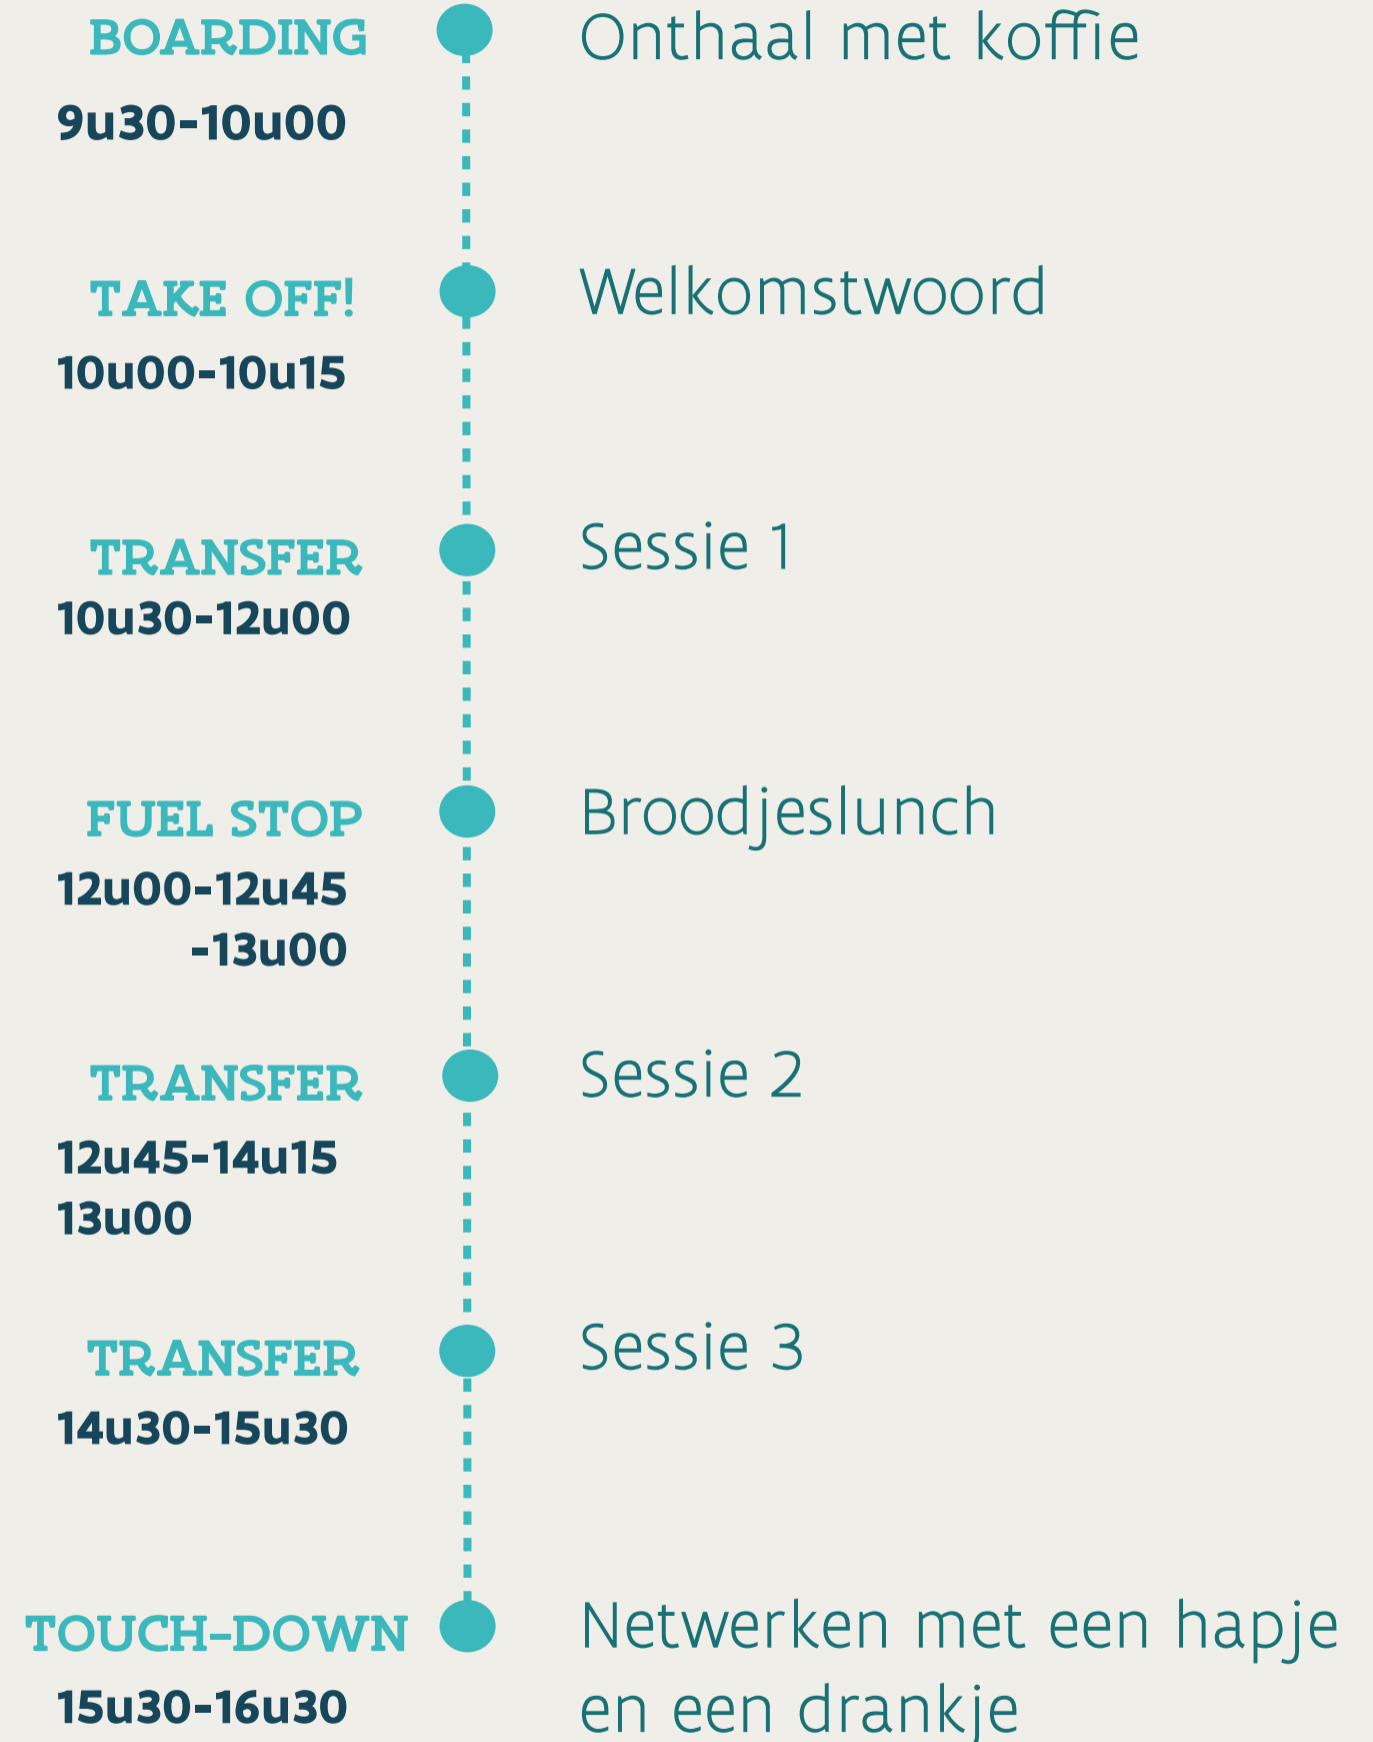 BOARDING
Onthaal met koffie
9u30-10u00
TAKE OFF!
Welkomstwoord
10u00-10u15
TRANSFER
Sessie 1
10u30-12u00
FUEL STOP
Broodjeslunch
12u00-12u45
-13u00
TRANSFER
Sessie 2
12u45-14u15
13u00
TRANSFER
Sessie 3
14u30-15u30
TOUCH-DOWN
Netwerken met een hapje
en een drankje
15u30-16u30